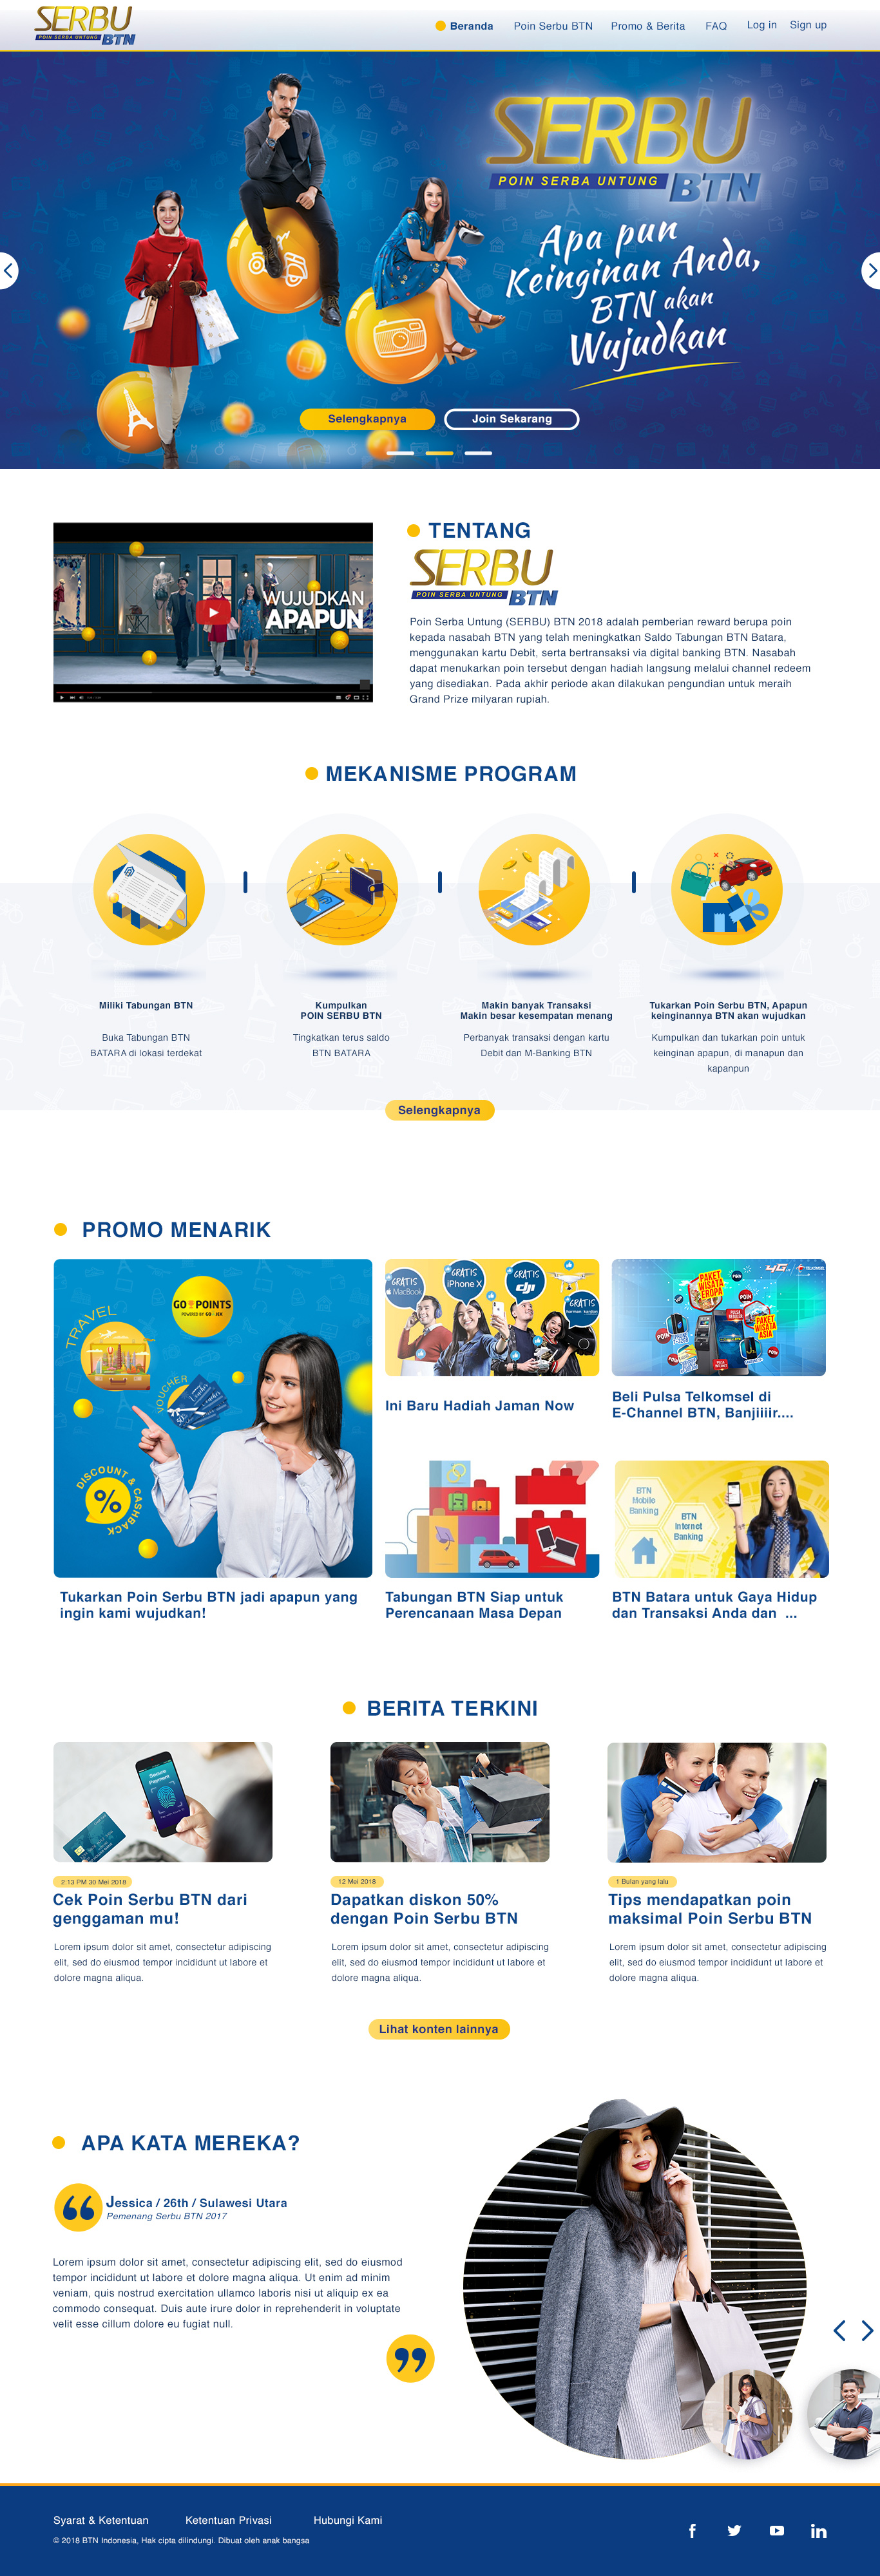 SERBU
POIN SERBA UNTUNG
BTN
Beranda
Poin Serbu BTN
Promo & Berita
FAQ
Log in
Sign up
SERBU
POIN SERBA UNTUNG
BTN
Apa pun
Keinginan Anda,
BTN akan
Wujudkan
Selengkapnya
Join Sekarang
WUJUDKAN
APAPUN
TENTANG
SERBU
POIN SERBA UNTUNG
BTN
Poin Serba Untung (SERBU) BTN 2018 adalah pemberian reward berupa poin
kepada nasabah BTN yang telah meningkatkan Saldo Tabungan BTN Batara,
menggunakan kartu Debit, serta bertransaksi via digital banking BTN. Nasabah
dapat menukarkan poin tersebut dengan hadiah langsung melalui channel redeem
yang disediakan. Pada akhir periode akan dilakukan pengundian untuk meraih
Grand Prize milyaran rupiah.
MEKANISME PROGRAM
Miliki Tabungan BTN
Buka Tabungan BTN
BATARA di lokasi terdekat
Kumpulkan
POIN SERBU BTN
Tingkatkan terus saldo
BTN BATARA
Makin banyak Transaksi
Makin besar kesempatan menang
Perbanyak transaksi dengan kartu
Debit dan M-Banking BTN
Tukarkan Poin Serbu BTN, Apapun
keinginannya BTN akan wujudkan
Kumpulkan dan tukarkan poin untuk
keinginan apapun, di manapun dan
kapanpun
Selengkapnya
PROMO MENARIK
GO POINTS
POWERED BY GO-JEK
TRAVEL
VOUCHER
DISCOUNT & CASHBACK
%
Tukarkan Poin Serbu BTN jadi apapun yang
ingin kami wujudkan!
GRATIS
MacBook
GRATIS
iPhone X
GRATIS
dji
GRATIS
harman kardon
Ini Baru Hadiah Jaman Now
4G
TELKOMSEL
PAKET
WISATA
EROPA
POIN
POIN
PAKET
WISATA
ASIA
POIN
POIN
Beli Pulsa Telkomsel di
E-Channel BTN, Banjiiiir....
Tabungan BTN Siap untuk
Perencanaan Masa Depan
BTN
Mobile
Banking
BTN
Internet
Banking
BTN Batara untuk Gaya Hidup
dan Transaksi Anda dan ...
BERITA TERKINI
Secure
Payment
2:13 PM 30 Mei 2018
Cek Poin Serbu BTN dari
genggaman mu!
Lorem ipsum dolor sit amet, consectetur adipiscing
elit, sed do eiusmod tempor incididunt ut labore et
dolore magna aliqua.
12 Mei 2018
Dapatkan diskon 50%
dengan Poin Serbu BTN
Lorem ipsum dolor sit amet, consectetur adipiscing
elit, sed do eiusmod tempor incididunt ut labore et
dolore magna aliqua.
1 Bulan yang lalu
Tips mendapatkan poin
maksimal Poin Serbu BTN
Lorem ipsum dolor sit amet, consectetur adipiscing
elit, sed do eiusmod tempor incididunt ut labore et
dolore magna aliqua.
Lihat konten lainnya
APA KATA MEREKA?
Jessica / 26th / Sulawesi Utara
Pemenang Serbu BTN 2017
Lorem ipsum dolor sit amet, consectetur adipiscing elit, sed do eiusmod
tempor incididunt ut labore et dolore magna aliqua. Ut enim ad minim
veniam, quis nostrud exercitation ullamco laboris nisi ut aliquip ex ea
commodo consequat. Duis aute irure dolor in reprehenderit in voluptate
velit esse cillum dolore eu fugiat null.
Syarat & Ketentuan
Ketentuan Privasi
Hubungi Kami
© 2018 BTN Indonesia, Hak cipta dilindungi. Dibuat oleh anak bangsa